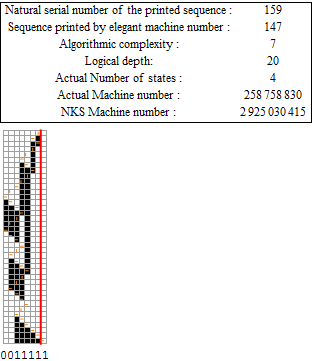 Natural serial number of the printed sequence : 159
Sequence printed by elegant machine number : 147
Algorithmic complexity : 7
Logical depth: 20
Actual Number of states : 4
Actual Machine number : 258 758 830
NKS Machine number : 2 925 030 415
0011111